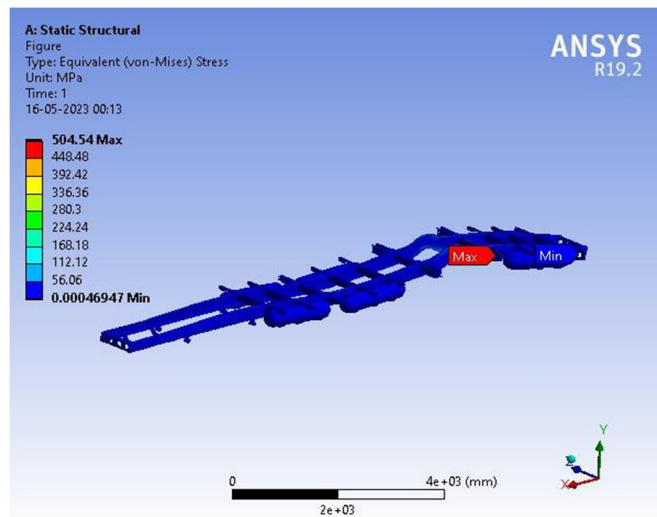 A: Static Structural
Figure
Type: Equivalent (von-Mises) Stress
Unit: MPa
Time: 1
16-05-2023 00:13
ANSYS
R19.2
504.54 Max
448.48
392.42
336.36
280.3
224.24
168.18
112.12
56.06
0.00046947 Min
Max
Min
Y
Z
X
0
4e+03 (mm)
2e+03